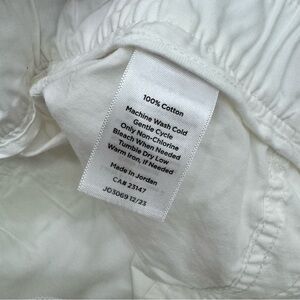 100% Cotton
Machine Wash Cold
Gentle Cycle
Only Non-Chlorine
Bleach When Needed
Tumble Dry Low
Warm Iron, If Needed
Made in Jordan
CA# 23147
JO3069 12/23